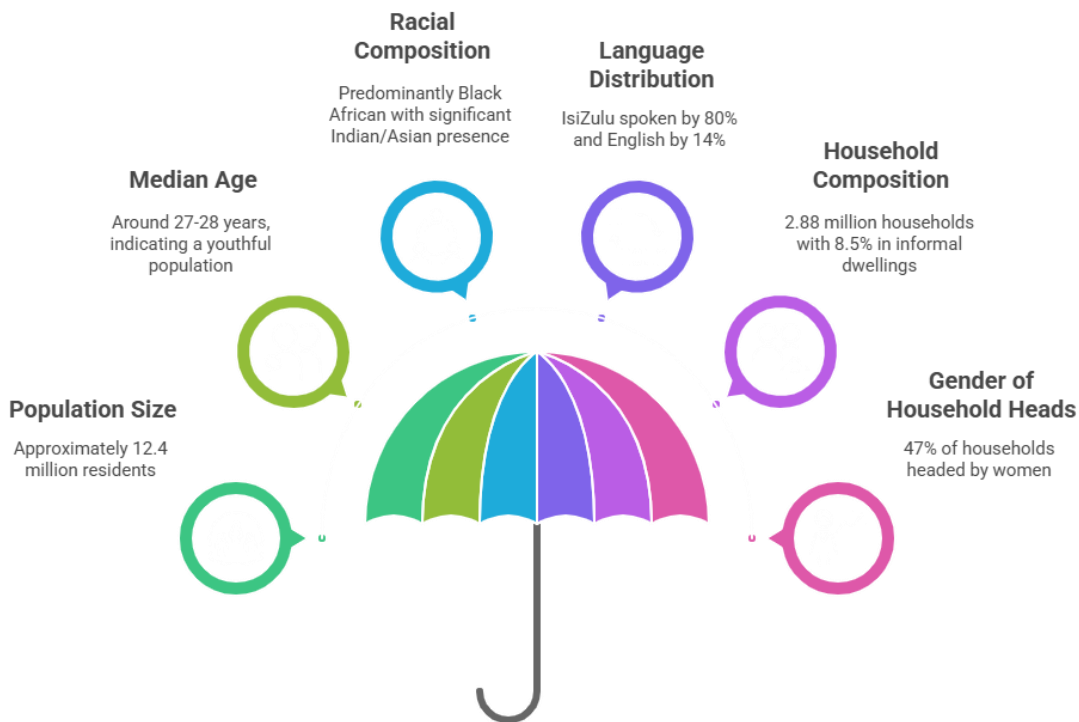 Racial
Composition
Predominantly Black
African with significant
Indian/Asian presence
Language
Distribution
IsiZulu spoken by 80%
and English by 14%
Median Age
Around 27-28 years,
indicating a youthful
population
Household
Composition
2.88 million households
with 8.5% in informal
dwellings
Population Size
Approximately 12.4
million residents
Gender of
Household Heads
47% of households
headed by women